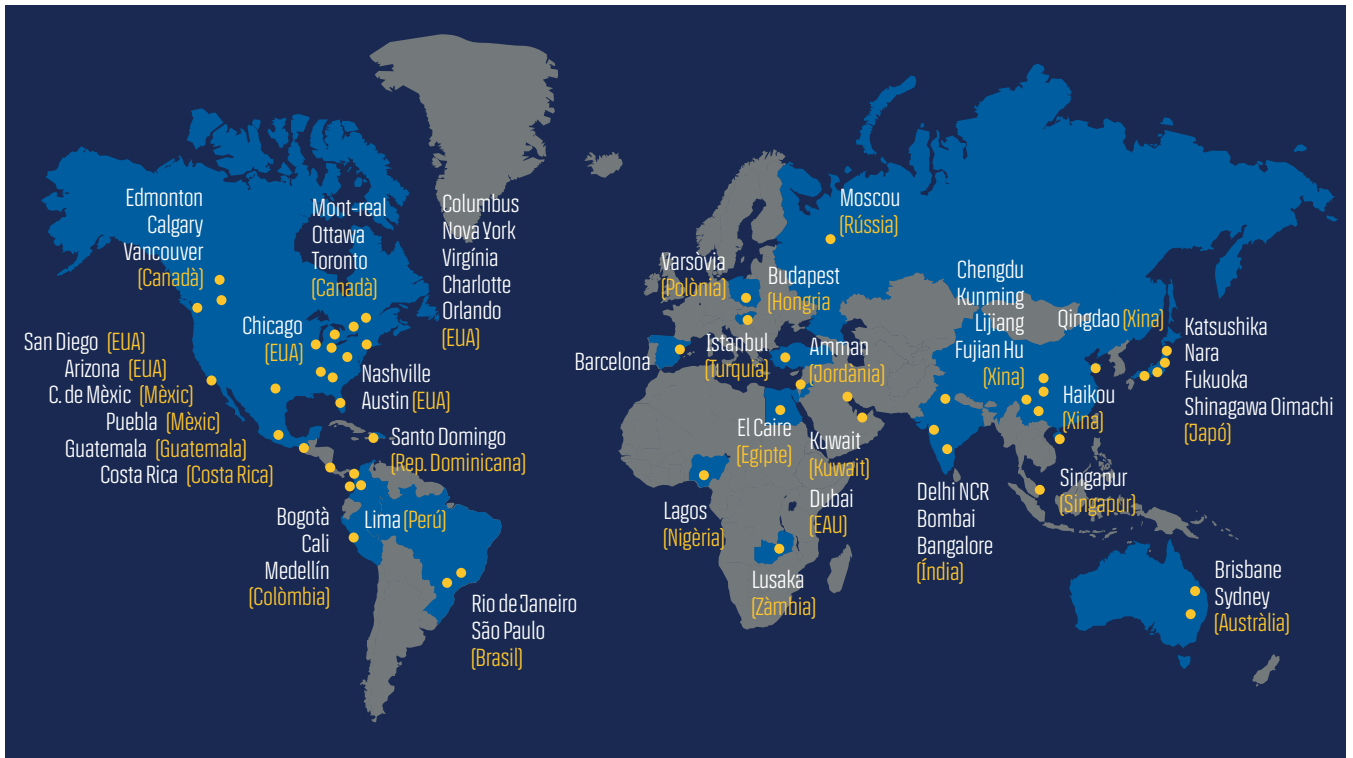 Edmonton
Calgary
Vancouver
(Canadà)
Mont-real
Ottawa
Toronto
(Canadà)
Columbus
Nova York
Virgínia
Charlotte
Orlando
(EUA)
Chicago
(EUA)
San Diego (EUA)
Arizona (EUA)
C. de Mèxic (Mèxic)
Puebla (Mèxic)
Guatemala (Guatemala)
Costa Rica (Costa Rica)
Nashville
Austin (EUA)
Santo Domingo
(Rep. Dominicana)
Bogotà
Cali
Medellín
(Colòmbia)
Lima (Perú)
Rio de Janeiro
São Paulo
(Brasil)
Barcelona
Varsòvia
(Polònia)
Budapest
(Hongria
Moscou
(Rússia)
Istanbul
(Turquia)
Amman
(Jordània)
El Caire
(Egipte)
Kuwait
(Kuwait)
Dubai
(EAU)
Lagos
(Nigèria)
Lusaka
(Zàmbia)
Chengdu
Kunming
Lijiang
Fujian Hu
(Xina)
Qingdao (Xina)
Haikou
(Xina)
Katsushika
Nara
Fukuoka
Shinagawa Oimachi
(Japó)
Delhi NCR
Bombai
Bangalore
(Índia)
Singapur
(Singapur)
Brisbane
Sydney
(Austràlia)